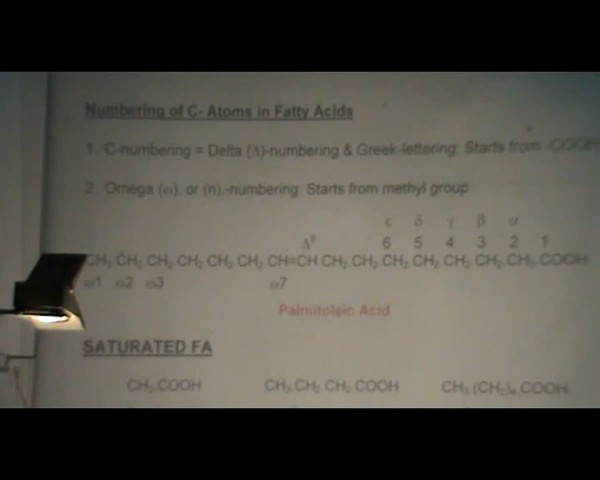 Numbering of C- Atoms in Fatty Acids
1. C-numbering = Delta (Δ)-numbering & Greek-lettering: Starts from -COOH
2. Omega (ω), or (n),-numbering: Starts from methyl group
ε δ γ β α
Δ⁹ 6 5 4 3 2 1
CH₃ CH₂ CH₂ CH₂ CH₂ CH₂ CH=CH CH₂ CH₂ CH₂ CH₂ CH₂ CH₂ CH₂ COOH
ω1 ω2 ω3 ω7
Palmitoleic Acid
SATURATED FA
CH₃ COOH CH₃ CH₂ CH₂ COOH CH₃ (CH₂) COOH